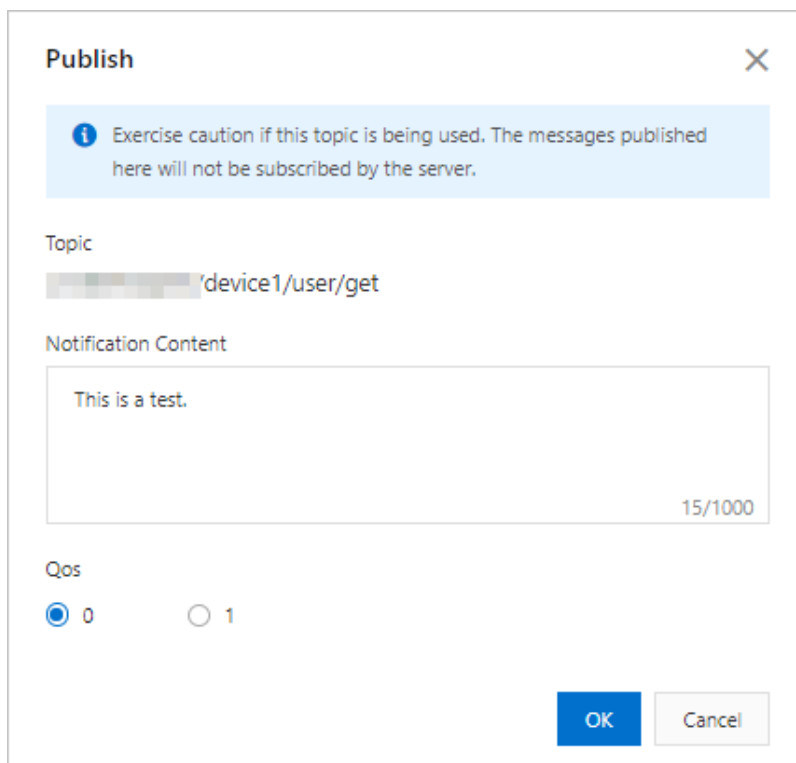 Publish
Exercise caution if this topic is being used. The messages published
here will not be subscribed by the server.
Topic
/device1/user/get
Notification Content
This is a test.
15/1000
Qos
0 1
OK Cancel